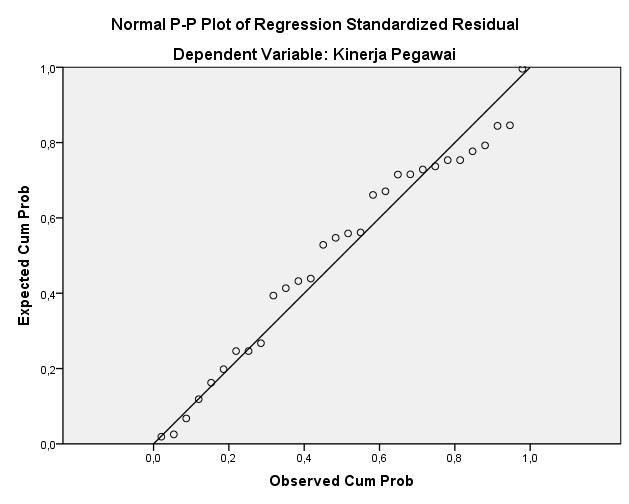 Normal P-P Plot of Regression Standardized Residual
Dependent Variable: Kinerja Pegawai
Expected Cum Prob
1,0
0,8
0,6
0,4
0,2
0,0
0,0 0,2 0,4 0,6 0,8 1,0
Observed Cum Prob